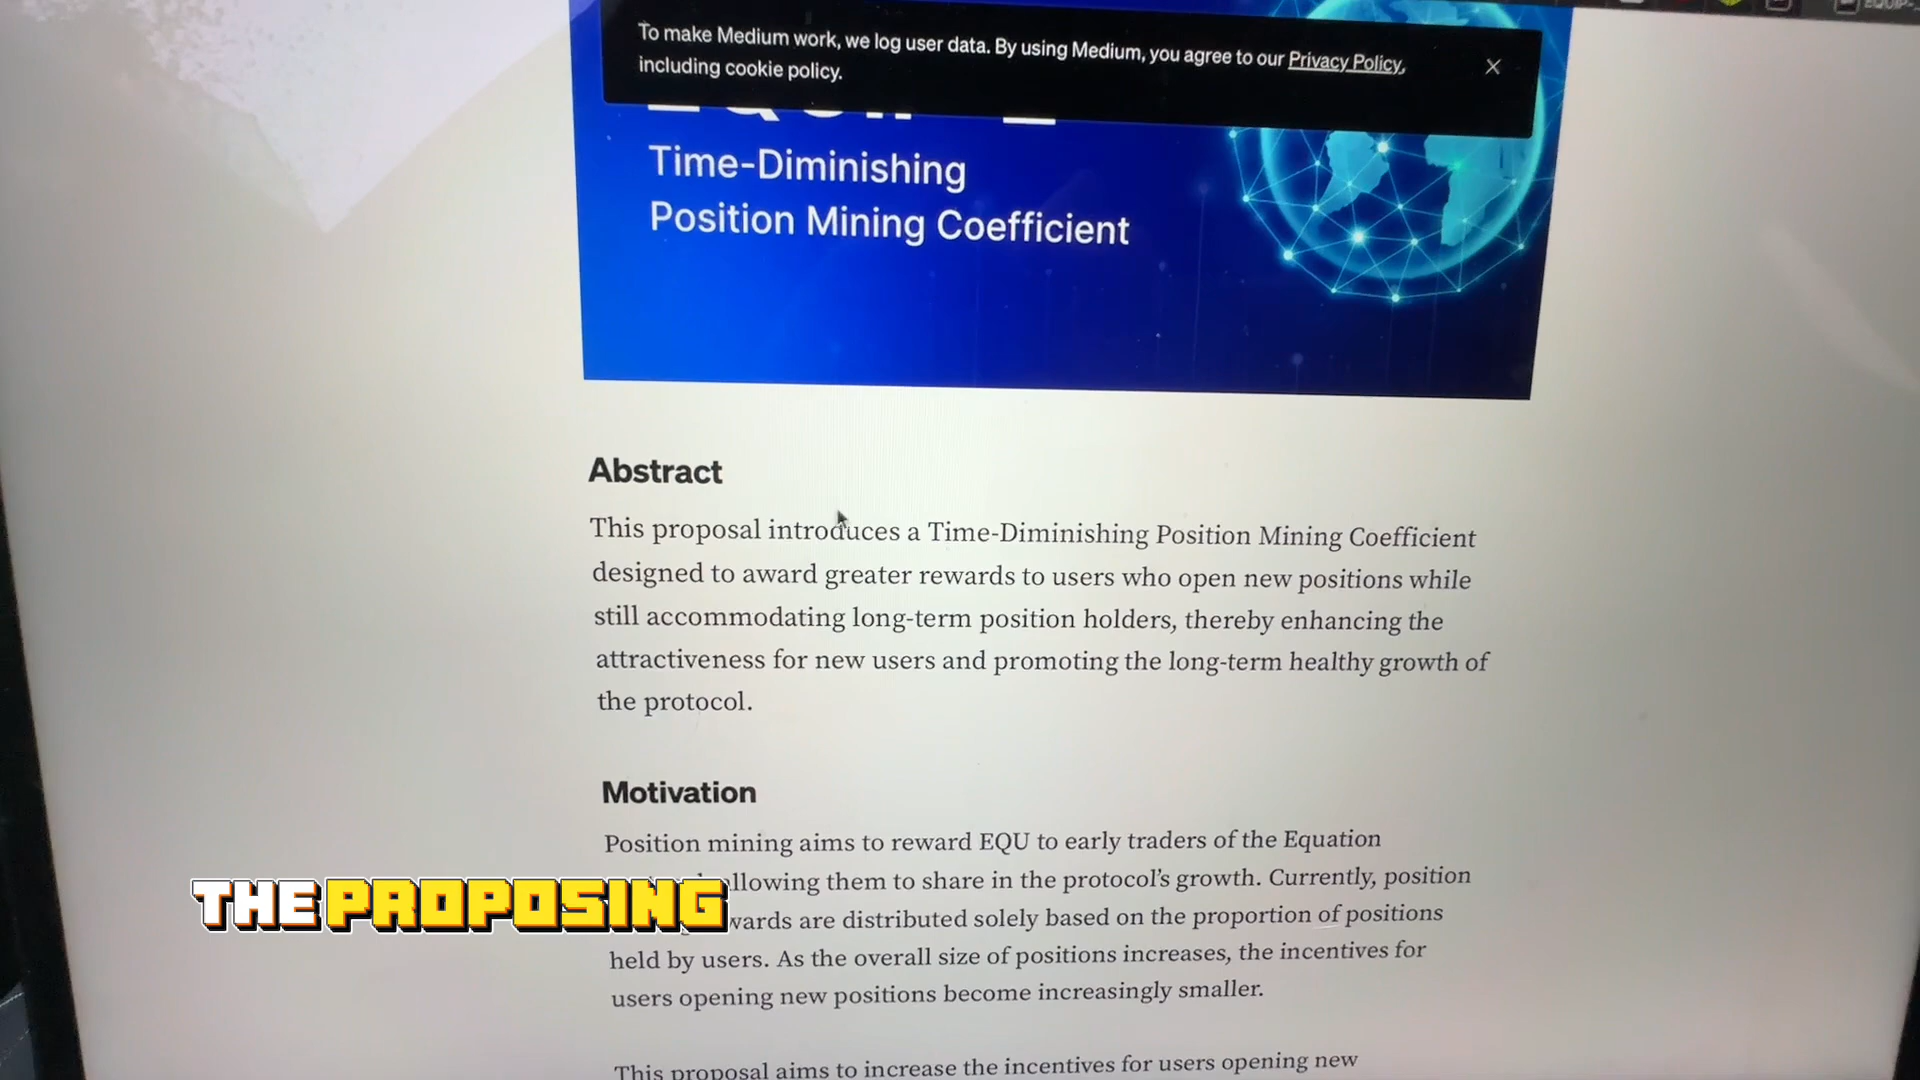 EQUIP-
To make Medium work, we log user data. By using Medium, you agree to our Privacy Policy,
including cookie policy.
Time-Diminishing
Position Mining Coefficient
Abstract
This proposal introduces a Time-Diminishing Position Mining Coefficient
designed to award greater rewards to users who open new positions while
still accommodating long-term position holders, thereby enhancing the
attractiveness for new users and promoting the long-term healthy growth of
the protocol.
Motivation
Position mining aims to reward EQU to early traders of the Equation
allowing them to share in the protocol's growth. Currently, position
THE PROPOSING
are distributed solely based on the proportion of positions
held by users. As the overall size of positions increases, the incentives for
users opening new positions become increasingly smaller.
This proposal aims to increase the incentives for users opening new